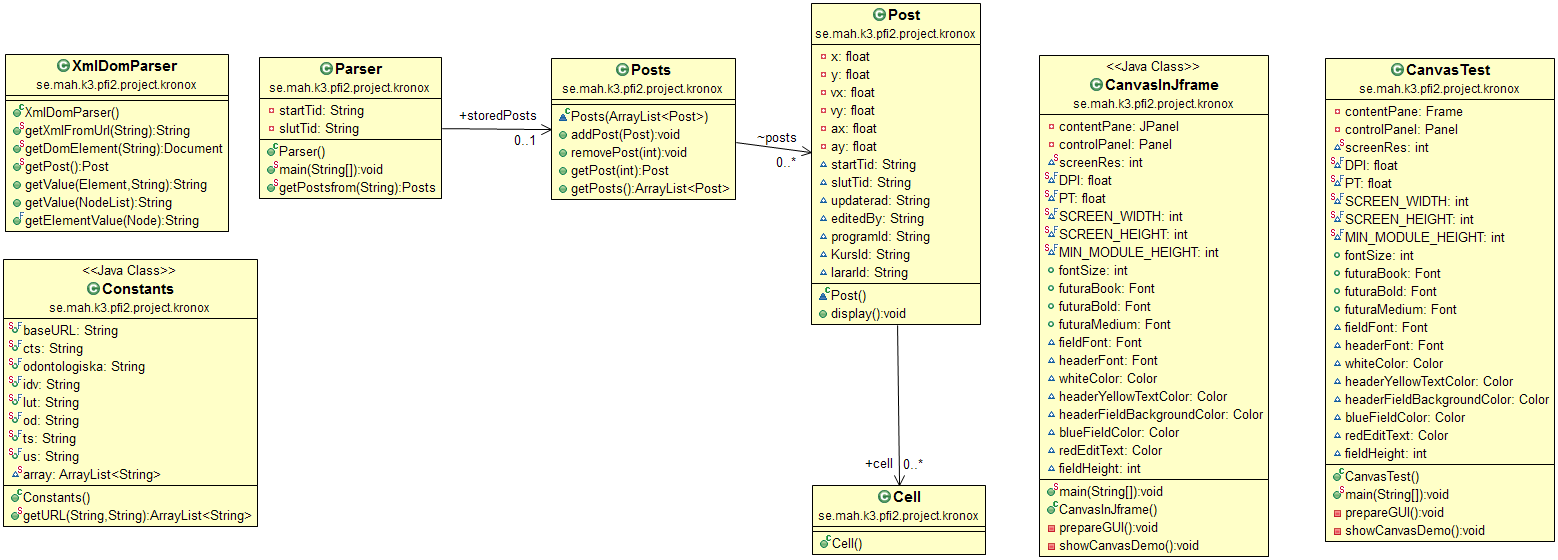 XmlDomParser
se.mah.k3.pfi2.project.kronox
XmlDomParser()
getXmlFromUrl(String):String
getDomElement(String):Document
getPost():Post
getValue(Element,String):String
getValue(NodeList):String
getElementValue(Node):String
<<Java Class>>
Constants
se.mah.k3.pfi2.project.kronox
baseURL: String
cts: String
odontologiska: String
idv: String
lut: String
od: String
ts: String
us: String
array: ArrayList<String>
Constants()
getURL(String,String):ArrayList<String>
Parser
se.mah.k3.pfi2.project.kronox
startTid: String
slutTid: String
Parser()
main(String[]):void
getPostsfrom(String):Posts
+storedPosts
0..1
Posts
se.mah.k3.pfi2.project.kronox
Posts(ArrayList<Post>)
addPost(Post):void
removePost(int):void
getPost(int):Post
getPosts():ArrayList<Post>
~posts
0..*
Post
se.mah.k3.pfi2.project.kronox
x: float
y: float
vx: float
vy: float
ax: float
ay: float
startTid: String
slutTid: String
updaterad: String
editedBy: String
programId: String
KursId: String
lararId: String
Post()
display():void
+cell
0..*
Cell
se.mah.k3.pfi2.project.kronox
Cell()
<<Java Class>>
CanvasInJframe
se.mah.k3.pfi2.project.kronox
contentPane: JPanel
controlPanel: Panel
screenRes: int
DPI: float
PT: float
SCREEN_WIDTH: int
SCREEN_HEIGHT: int
MIN_MODULE_HEIGHT: int
fontSize: int
futuraBook: Font
futuraBold: Font
futuraMedium: Font
fieldFont: Font
headerFont: Font
whiteColor: Color
headerYellowTextColor: Color
headerFieldBackgroundColor: Color
blueFieldColor: Color
redEditText: Color
fieldHeight: int
main(String[]):void
CanvasInJframe()
prepareGUI():void
showCanvasDemo():void
CanvasTest
se.mah.k3.pfi2.project.kronox
contentPane: Frame
controlPanel: Panel
screenRes: int
DPI: float
PT: float
SCREEN_WIDTH: int
SCREEN_HEIGHT: int
MIN_MODULE_HEIGHT: int
fontSize: int
futuraBook: Font
futuraBold: Font
futuraMedium: Font
fieldFont: Font
headerFont: Font
whiteColor: Color
headerYellowTextColor: Color
headerFieldBackgroundColor: Color
blueFieldColor: Color
redEditText: Color
fieldHeight: int
CanvasTest()
main(String[]):void
prepareGUI():void
showCanvasDemo():void